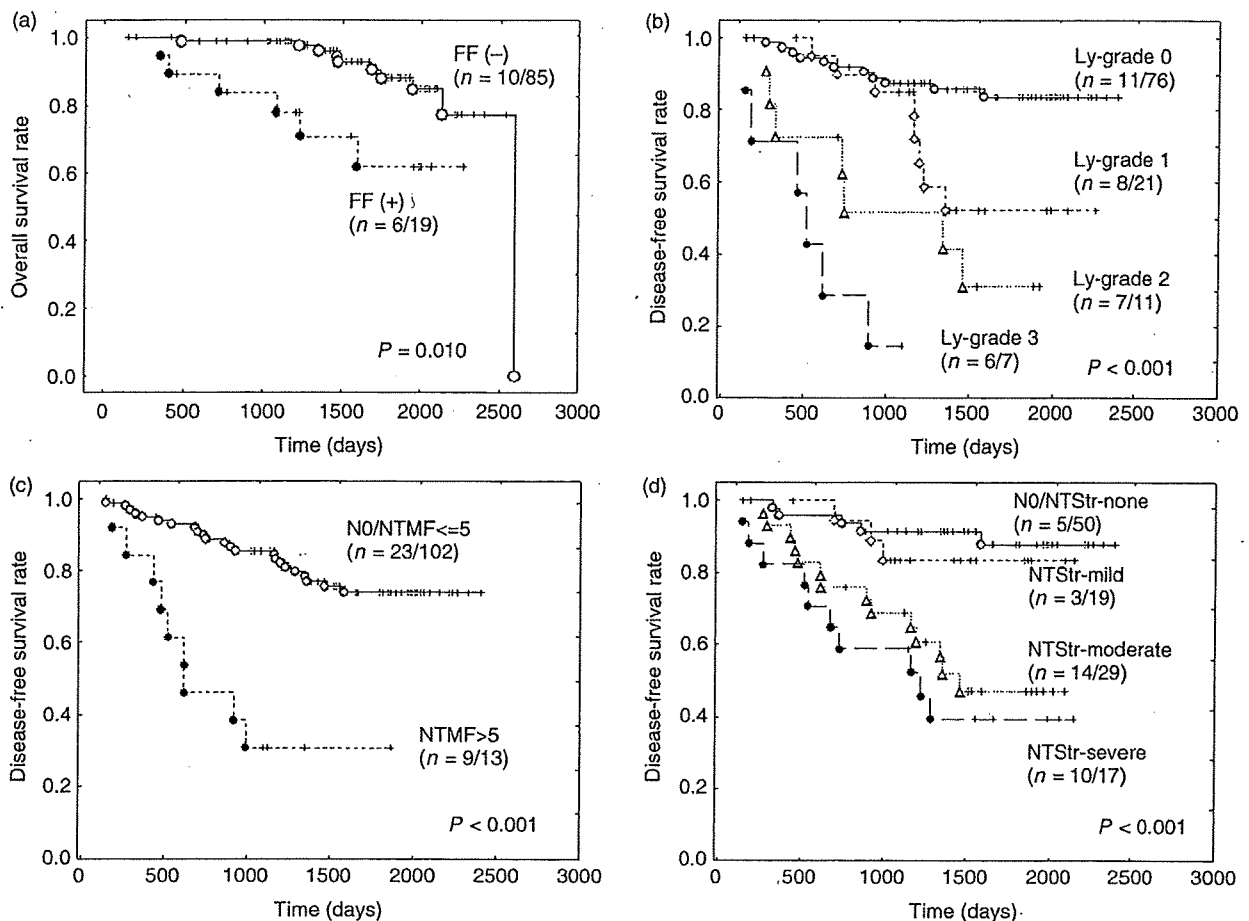 (a)
Overall survival rate
1.0
0.8
0.6
0.4
0.2
0.0
FF (−)
(n = 10/85)
FF (+)
(n = 6/19)
P = 0.010
0 500 1000 1500 2000 2500 3000
Time (days)
(b)
Disease-free survival rate
1.0
0.8
0.6
0.4
0.2
0.0
Ly-grade 0
(n = 11/76)
Ly-grade 1
(n = 8/21)
Ly-grade 2
(n = 7/11)
Ly-grade 3
(n = 6/7)
P < 0.001
0 500 1000 1500 2000 2500 3000
Time (days)
(c)
Disease-free survival rate
1.0
0.8
0.6
0.4
0.2
0.0
N0/NTMF<=5
(n = 23/102)
NTMF>5
(n = 9/13)
P < 0.001
0 500 1000 1500 2000 2500 3000
Time (days)
(d)
Disease-free survival rate
1.0
0.8
0.6
0.4
0.2
0.0
N0/NTStr-none
(n = 5/50)
NTStr-mild
(n = 3/19)
NTStr-moderate
(n = 14/29)
NTStr-severe
(n = 10/17)
P < 0.001
0 500 1000 1500 2000 2500 3000
Time (days)